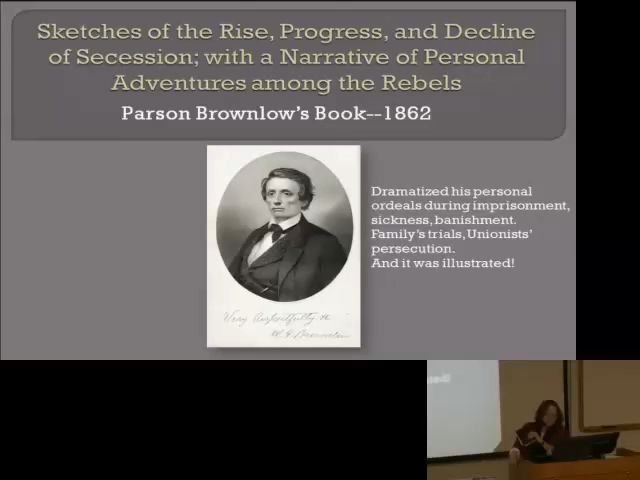 Sketches of the Rise, Progress, and Decline
of Secession; with a Narrative of Personal
Adventures among the Rebels
Parson Brownlow's Book--1862
Dramatized his personal
ordeals during imprisonment,
sickness, banishment.
Family's trials, Unionists'
persecution.
And it was illustrated!
Very Respectfully &c
W. G. Brownlow